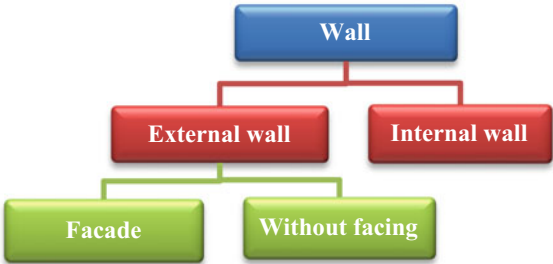 Wall
External wall
Internal wall
Facade
Without facing